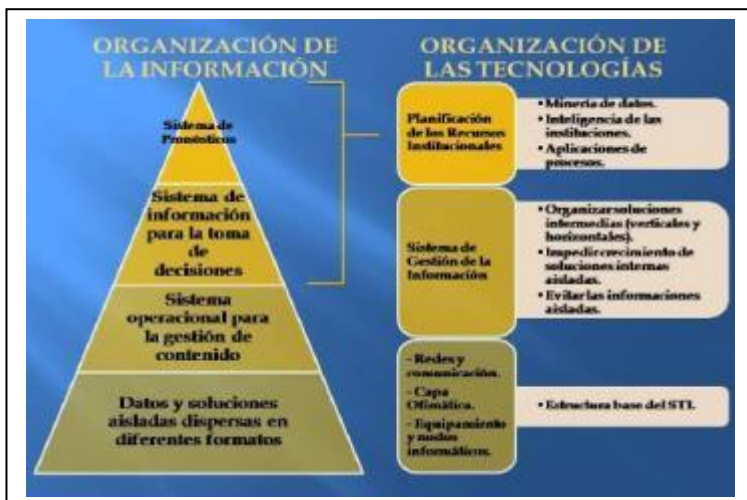 ORGANIZACIÓN DE
LA INFORMACIÓN
Sistema de
Pronósticos
Sistema de
información
para la toma
de
decisiones
Sistema
operacional para
la gestión de
contenido
Datos y soluciones
aisladas dispersas en
diferentes formatos
ORGANIZACIÓN DE
LAS TECNOLOGÍAS
Planificación
de los Recursos
Institucionales
• Minería de datos.
• Inteligencia de las
instituciones.
• Aplicaciones de
procesos.
Sistema de
Gestión de la
Información
• Organizar soluciones
intermedias (verticales y
horizontales).
• Impedir crecimiento de
soluciones internas
aisladas.
• Evitar las informaciones
aisladas.
- Redes y
comunicación.
- Capa
Ofimática.
- Equipamiento
y nodos
informáticos.
• Estructura base del STI.